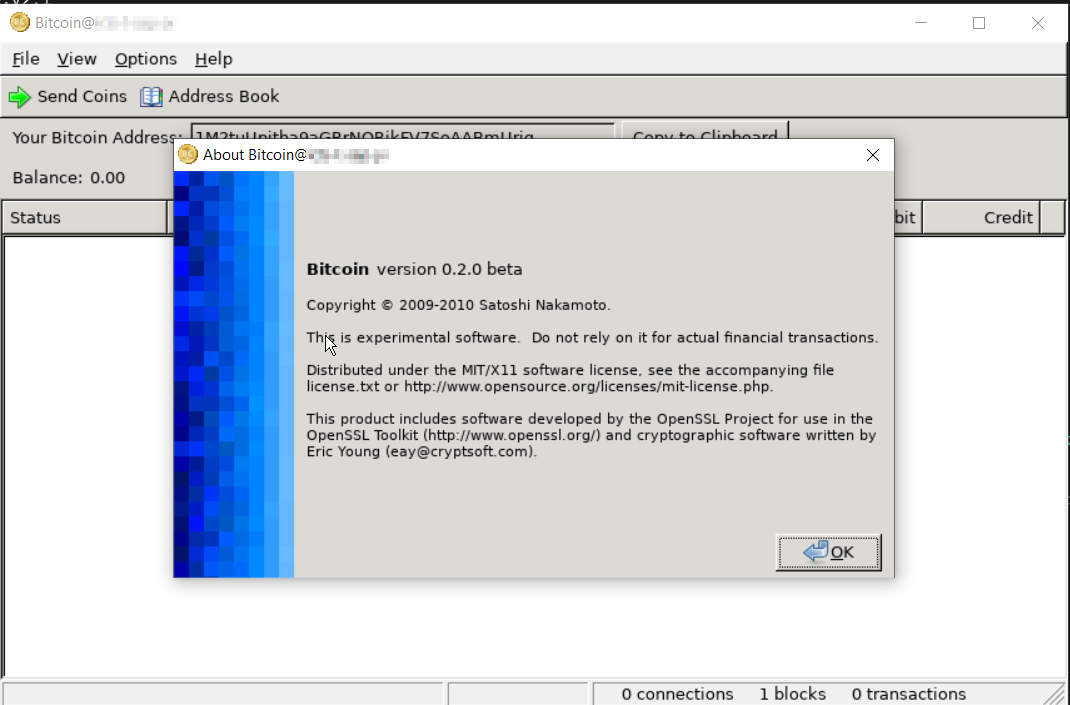 Bitcoin@
File View Options Help
Send Coins Address Book
Your Bitcoin Address: Copy to Clipboard
About Bitcoin@
Balance: 0.00
Status bit Credit
Bitcoin version 0.2.0 beta
Copyright © 2009-2010 Satoshi Nakamoto.
This is experimental software. Do not rely on it for actual financial transactions.
Distributed under the MIT/X11 software license, see the accompanying file
license.txt or http://www.opensource.org/licenses/mit-license.php.
This product includes software developed by the OpenSSL Project for use in the
OpenSSL Toolkit (http://www.openssl.org/) and cryptographic software written by
Eric Young (eay@cryptsoft.com).
OK
0 connections 1 blocks 0 transactions